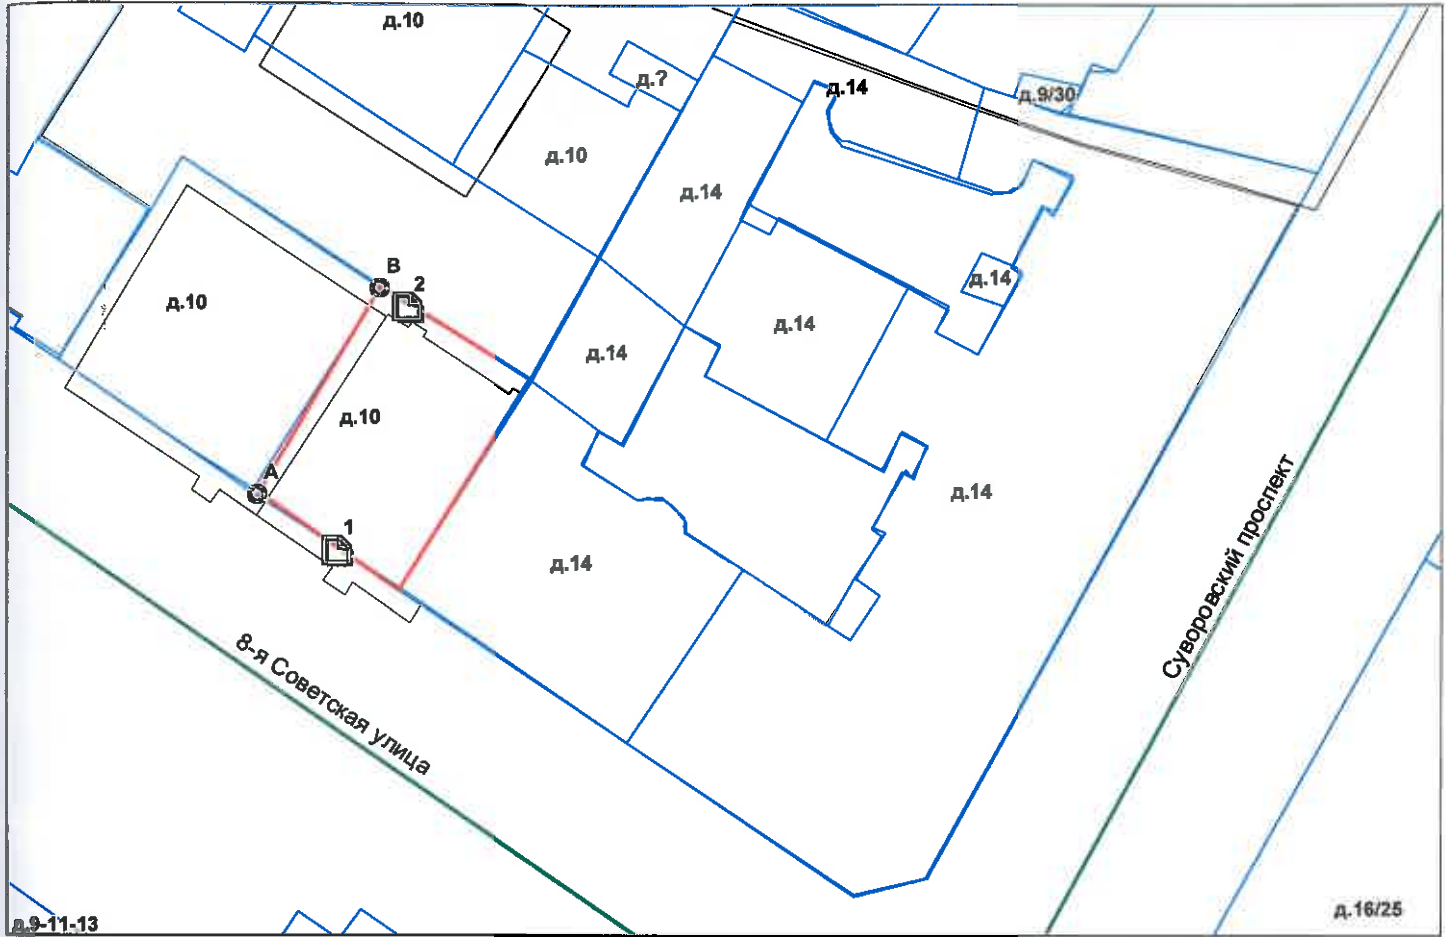 д.10
д.?
д.14
д.9/30
д.10
д.14
В
2
д.14
д.10
д.14
д.14
д.10
А
д.14
1
д.14
Суворовский проспект
8-я Советская улица
д.16/25
д.9-11-13